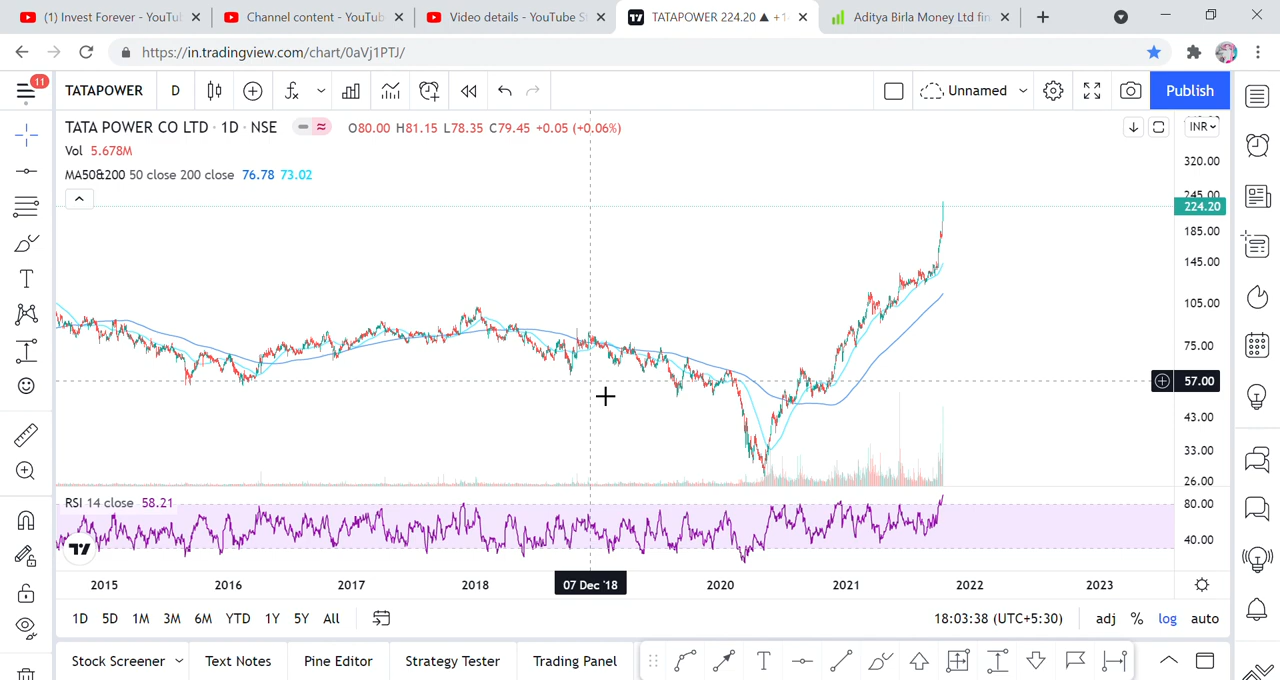 (1) Invest Forever - YouTu
Channel content - YouTub
Video details - YouTube S
TATAPOWER 224.20 ▲ +1
Aditya Birla Money Ltd fin
https://in.tradingview.com/chart/0aVj1PTJ/
11
TATAPOWER
D
Unnamed
Publish
TATA POWER CO LTD · 1D · NSE
O80.00 H81.15 L78.35 C79.45 +0.05 (+0.06%)
INR
Vol 5.678M
MA50&200 50 close 200 close 76.78 73.02
320.00
245.00
224.20
185.00
145.00
105.00
75.00
57.00
43.00
33.00
26.00
RSI 14 close 58.21
80.00
40.00
2015 2016 2017 2018 07 Dec '18 2020 2021 2022 2023
1D 5D 1M 3M 6M YTD 1Y 5Y All
18:03:38 (UTC+5:30) adj % log auto
Stock Screener Text Notes Pine Editor Strategy Tester Trading Panel